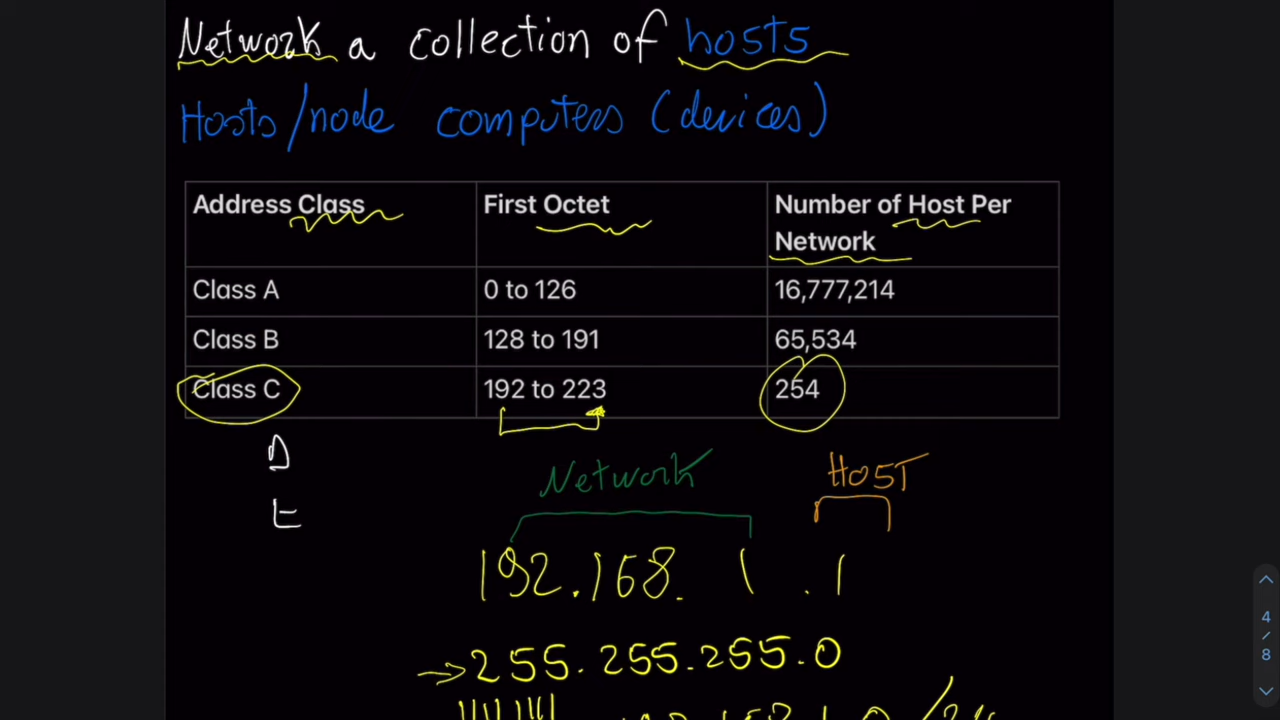 Network a collection of hosts
Hosts/node computers (devices)
Address Class First Octet Number of Host Per Network
Class A 0 to 126 16,777,214
Class B 128 to 191 65,534
Class C 192 to 223 254
D
E
Network HOST
192.168. 1 . 1
→255.255.255.0
4
/
8